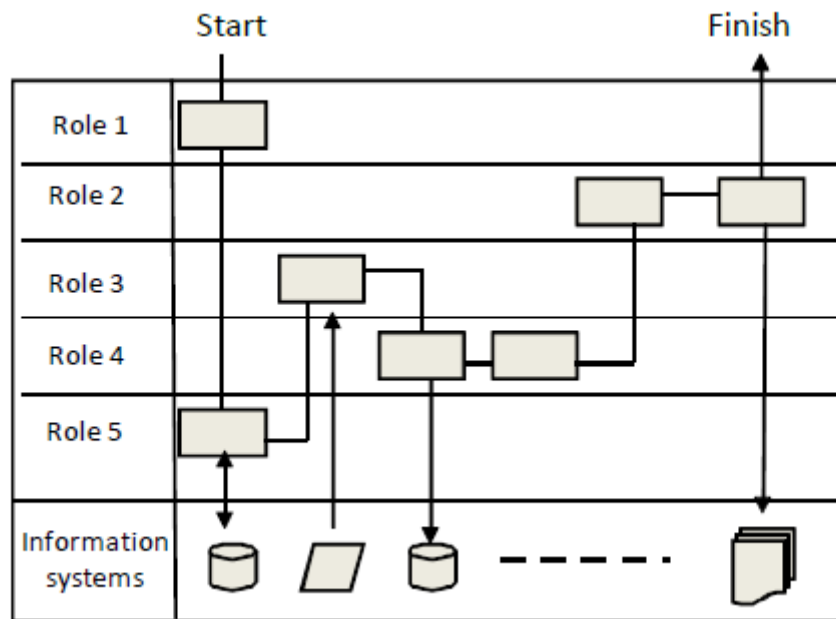 Start
Finish
Role 1
Role 2
Role 3
Role 4
Role 5
Information
systems